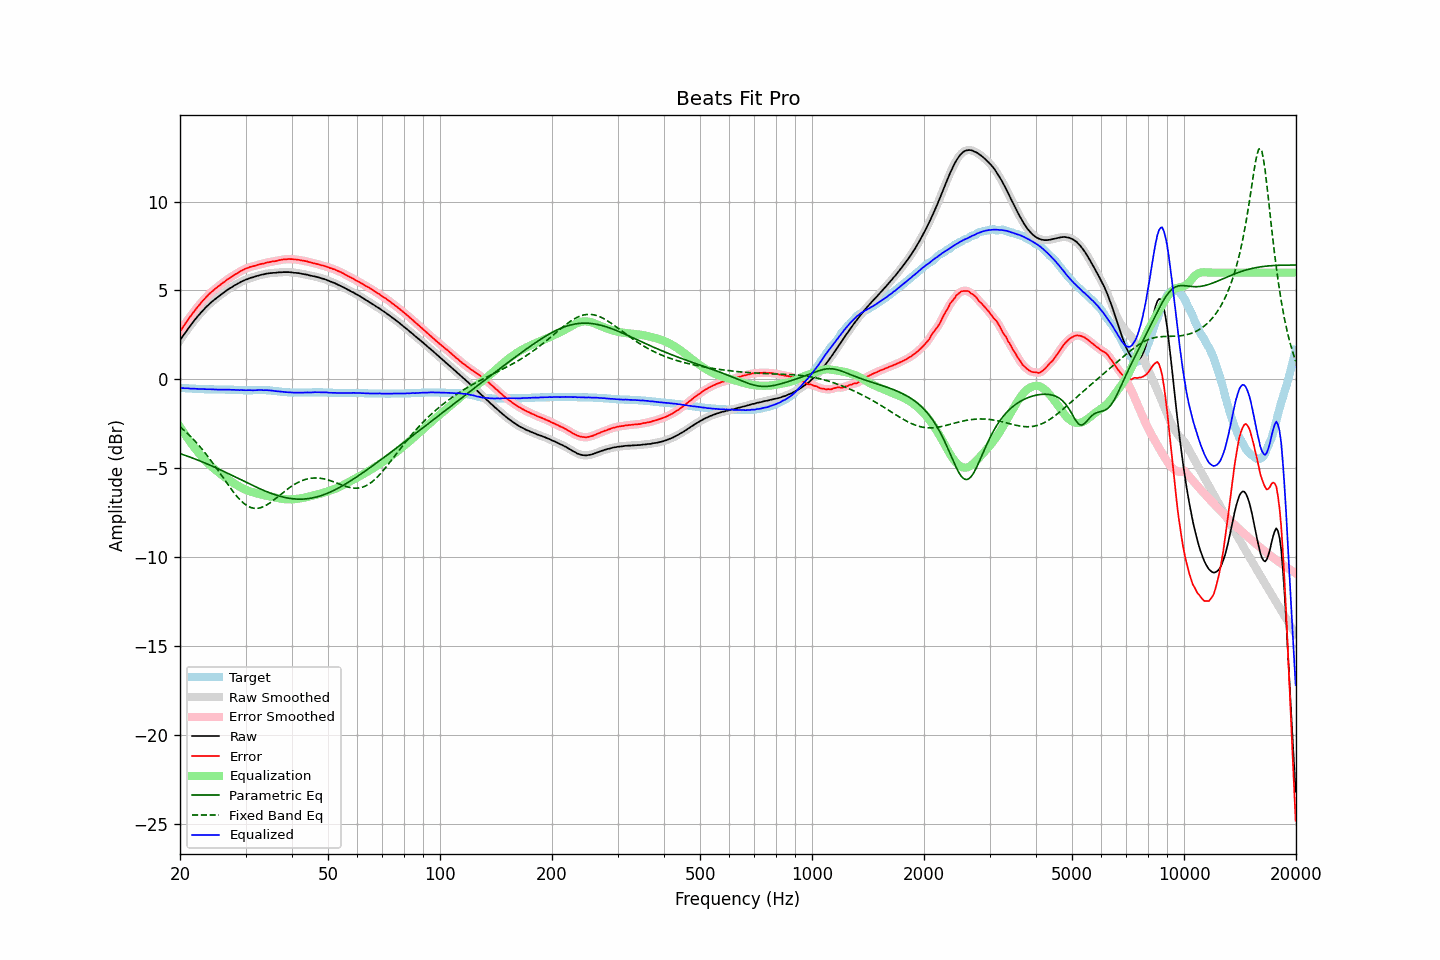 Beats Fit Pro
Amplitude (dBr)
10
5
0
−5
−10
−15
−20
−25
Target
Raw Smoothed
Error Smoothed
Raw
Error
Equalization
Parametric Eq
Fixed Band Eq
Equalized
20 50 100 200 500 1000 2000 5000 10000 20000
Frequency (Hz)